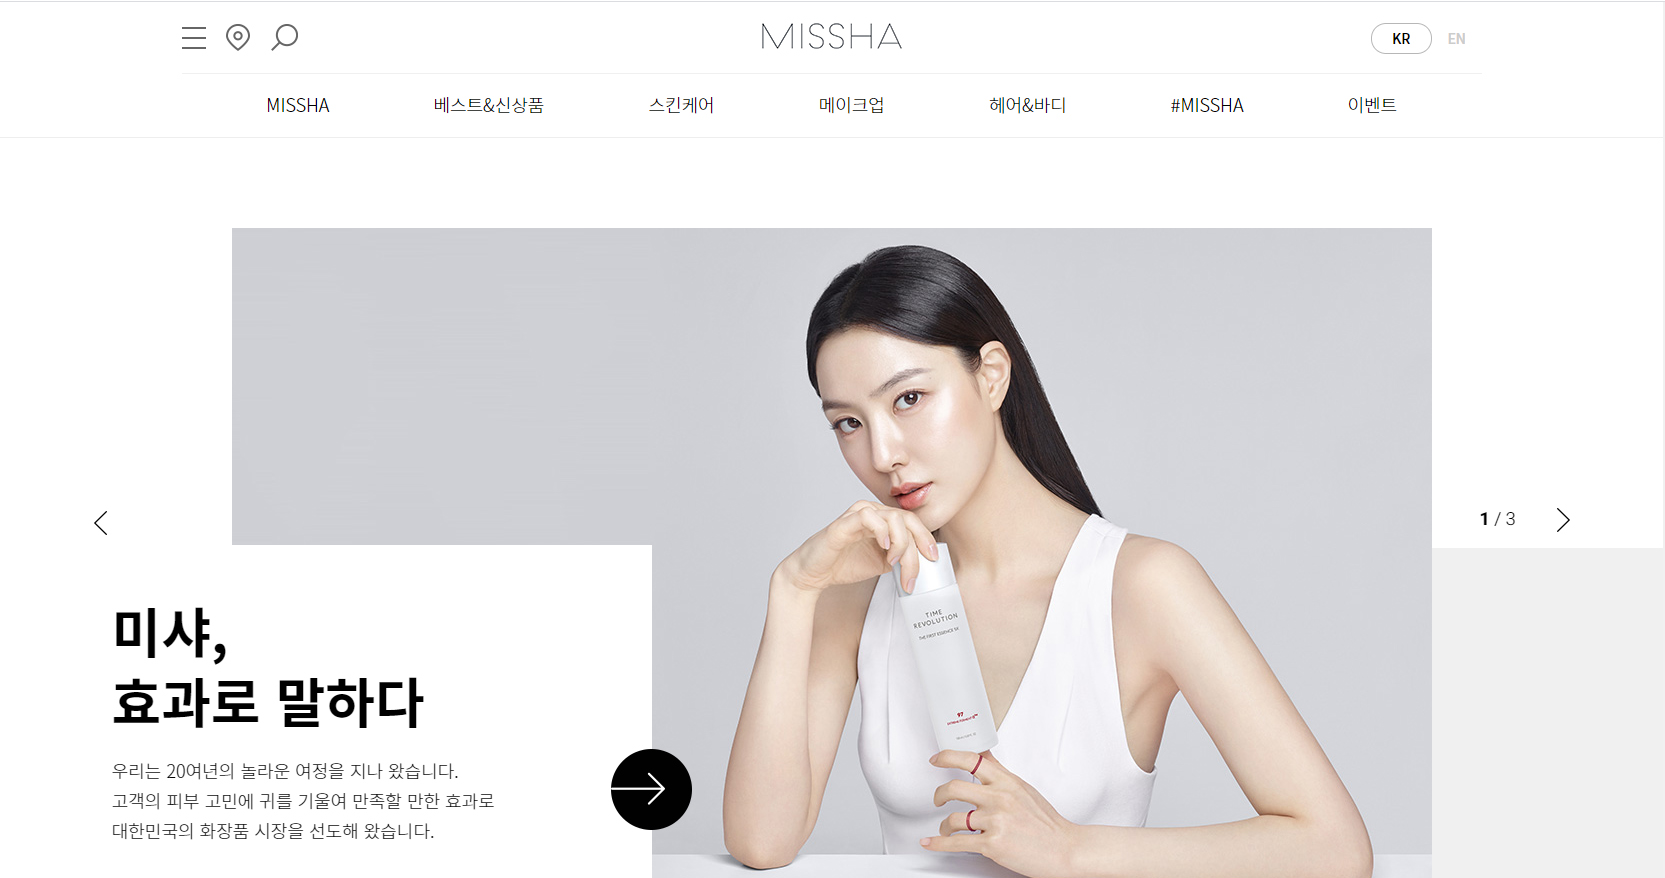 MISSHA
KR EN
MISSHA 베스트&신상품 스킨케어 메이크업 헤어&바디 #MISSHA 이벤트
1 / 3
미샤,
효과로 말하다
우리는 20여년의 놀라운 여정을 지나 왔습니다.
고객의 피부 고민에 귀를 기울여 만족할 만한 효과로
대한민국의 화장품 시장을 선도해 왔습니다.
TIME
REVOLUTION
THE FIRST ESSENCE 5X
97